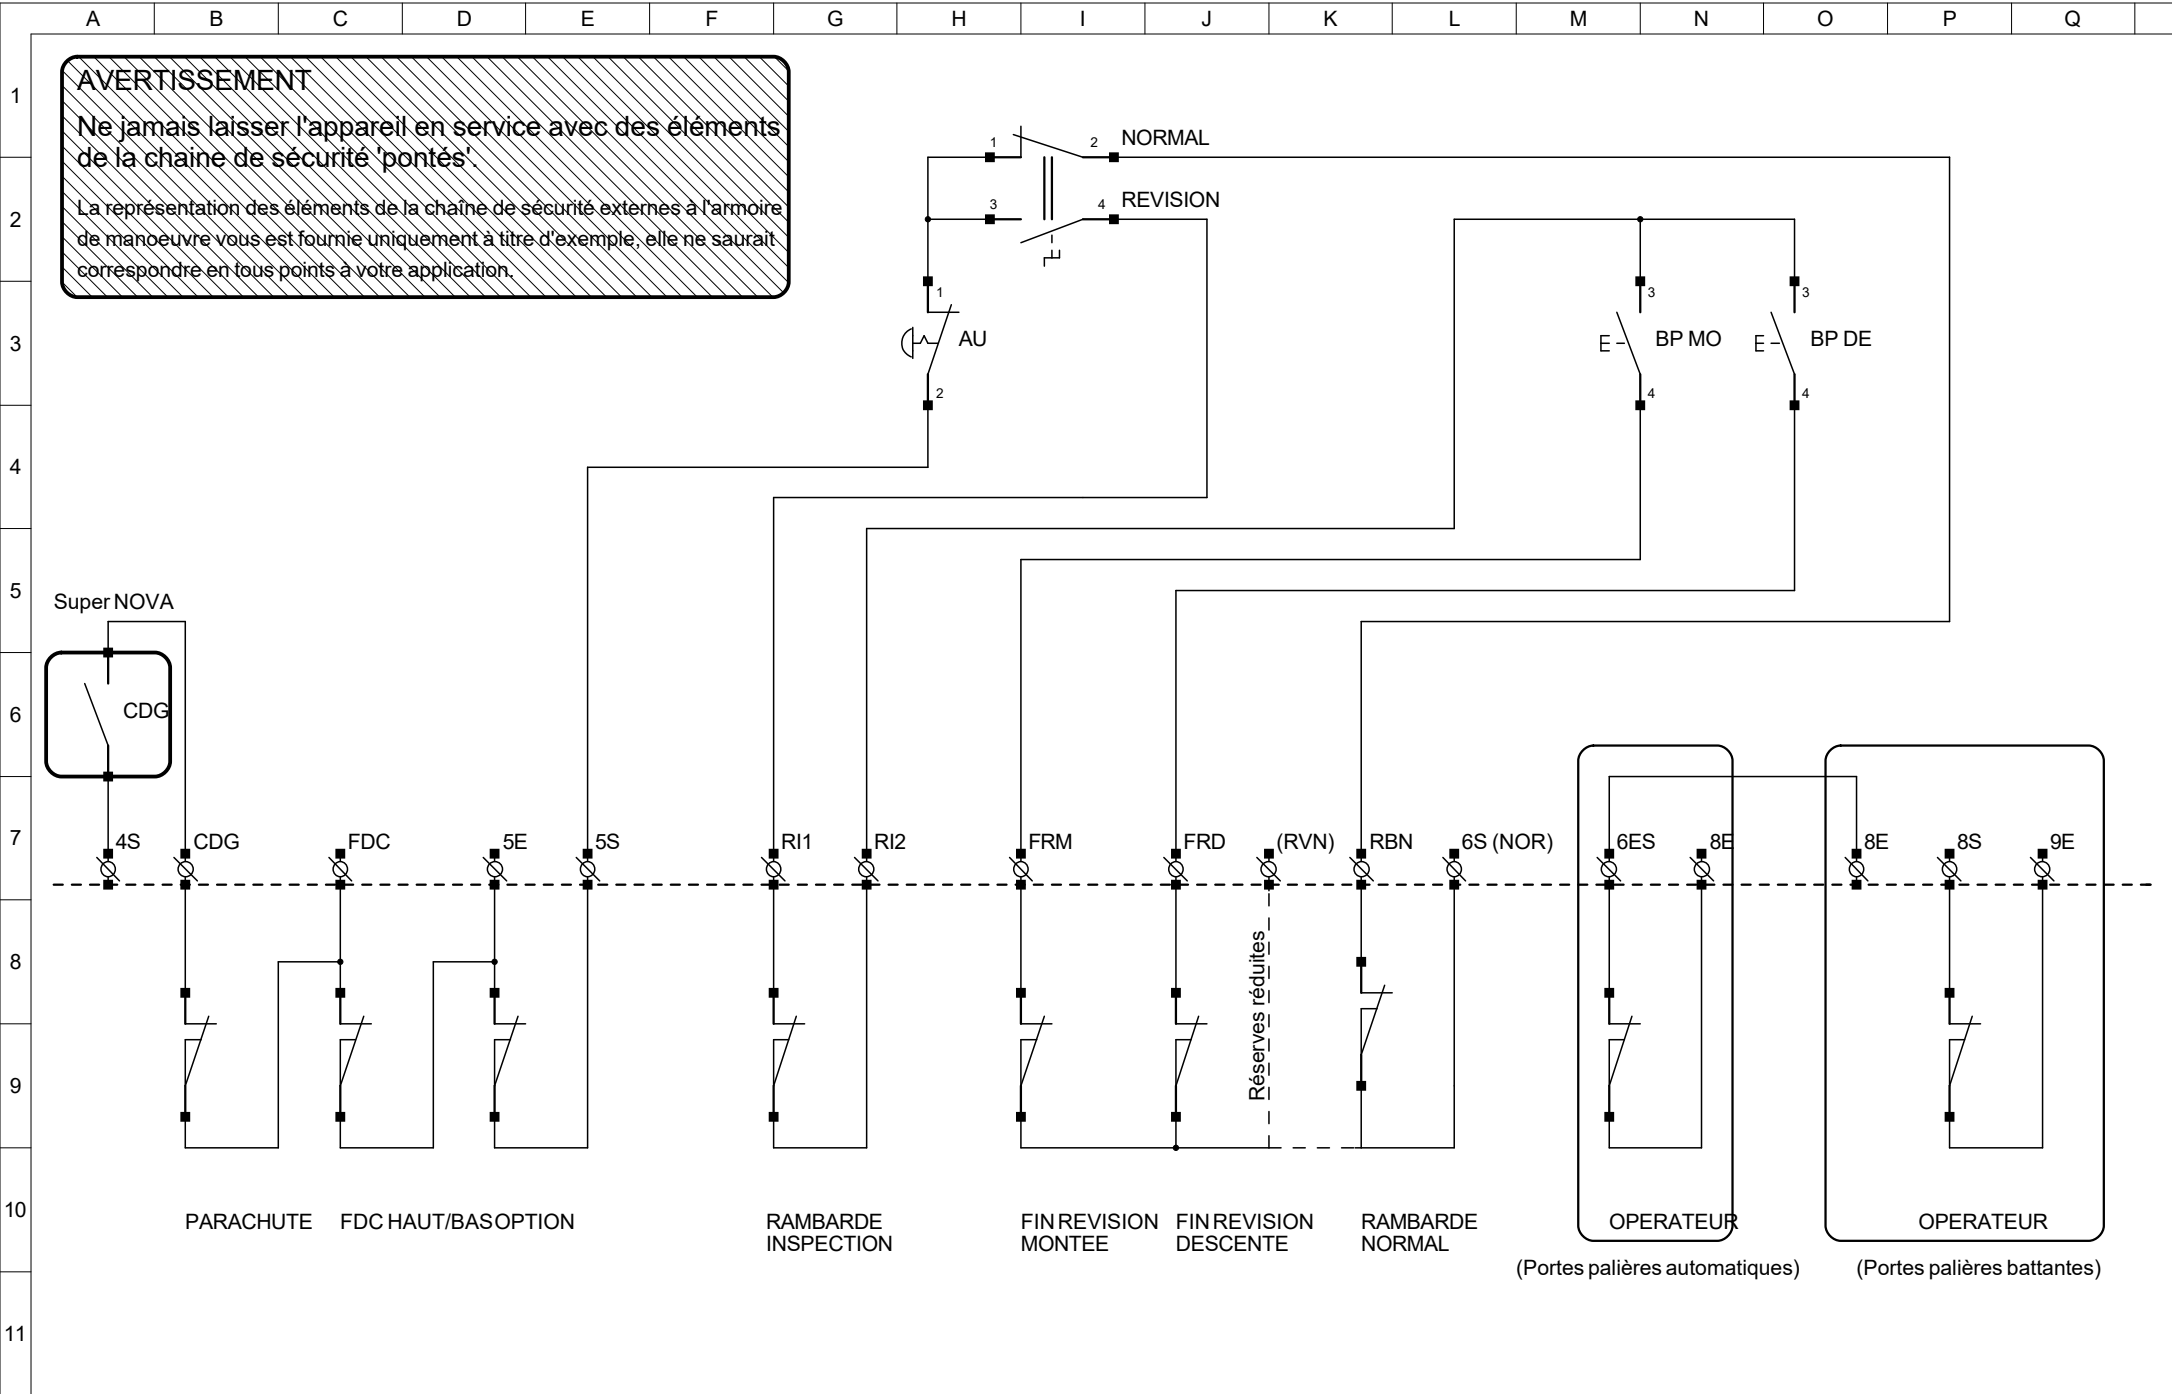 A B C D E F G H I J K L M N O P Q
1
AVERTISSEMENT
Ne jamais laisser l'appareil en service avec des éléments
de la chaine de sécurité 'pontés'.
1 2 NORMAL
2
La représentation des éléments de la chaîne de sécurité externes à l'armoire
de manoeuvre vous est fournie uniquement à titre d'exemple, elle ne saurait
correspondre en tous points à votre application.
3 4 REVISION
1 3 3
3
AU BP MO BP DE
2 4 4
4
5
Super NOVA
6
CDG
7
4S CDG FDC 5E 5S RI1 RI2 FRM FRD (RVN) RBN 6S (NOR) 6ES 8E 8E 8S 9E
8
Réserves réduites
9
10
PARACHUTE FDC HAUT/BAS OPTION RAMBARDE FIN REVISION FIN REVISION RAMBARDE OPERATEUR OPERATEUR
INSPECTION MONTEE DESCENTE NORMAL
(Portes palières automatiques) (Portes palières battantes)
11